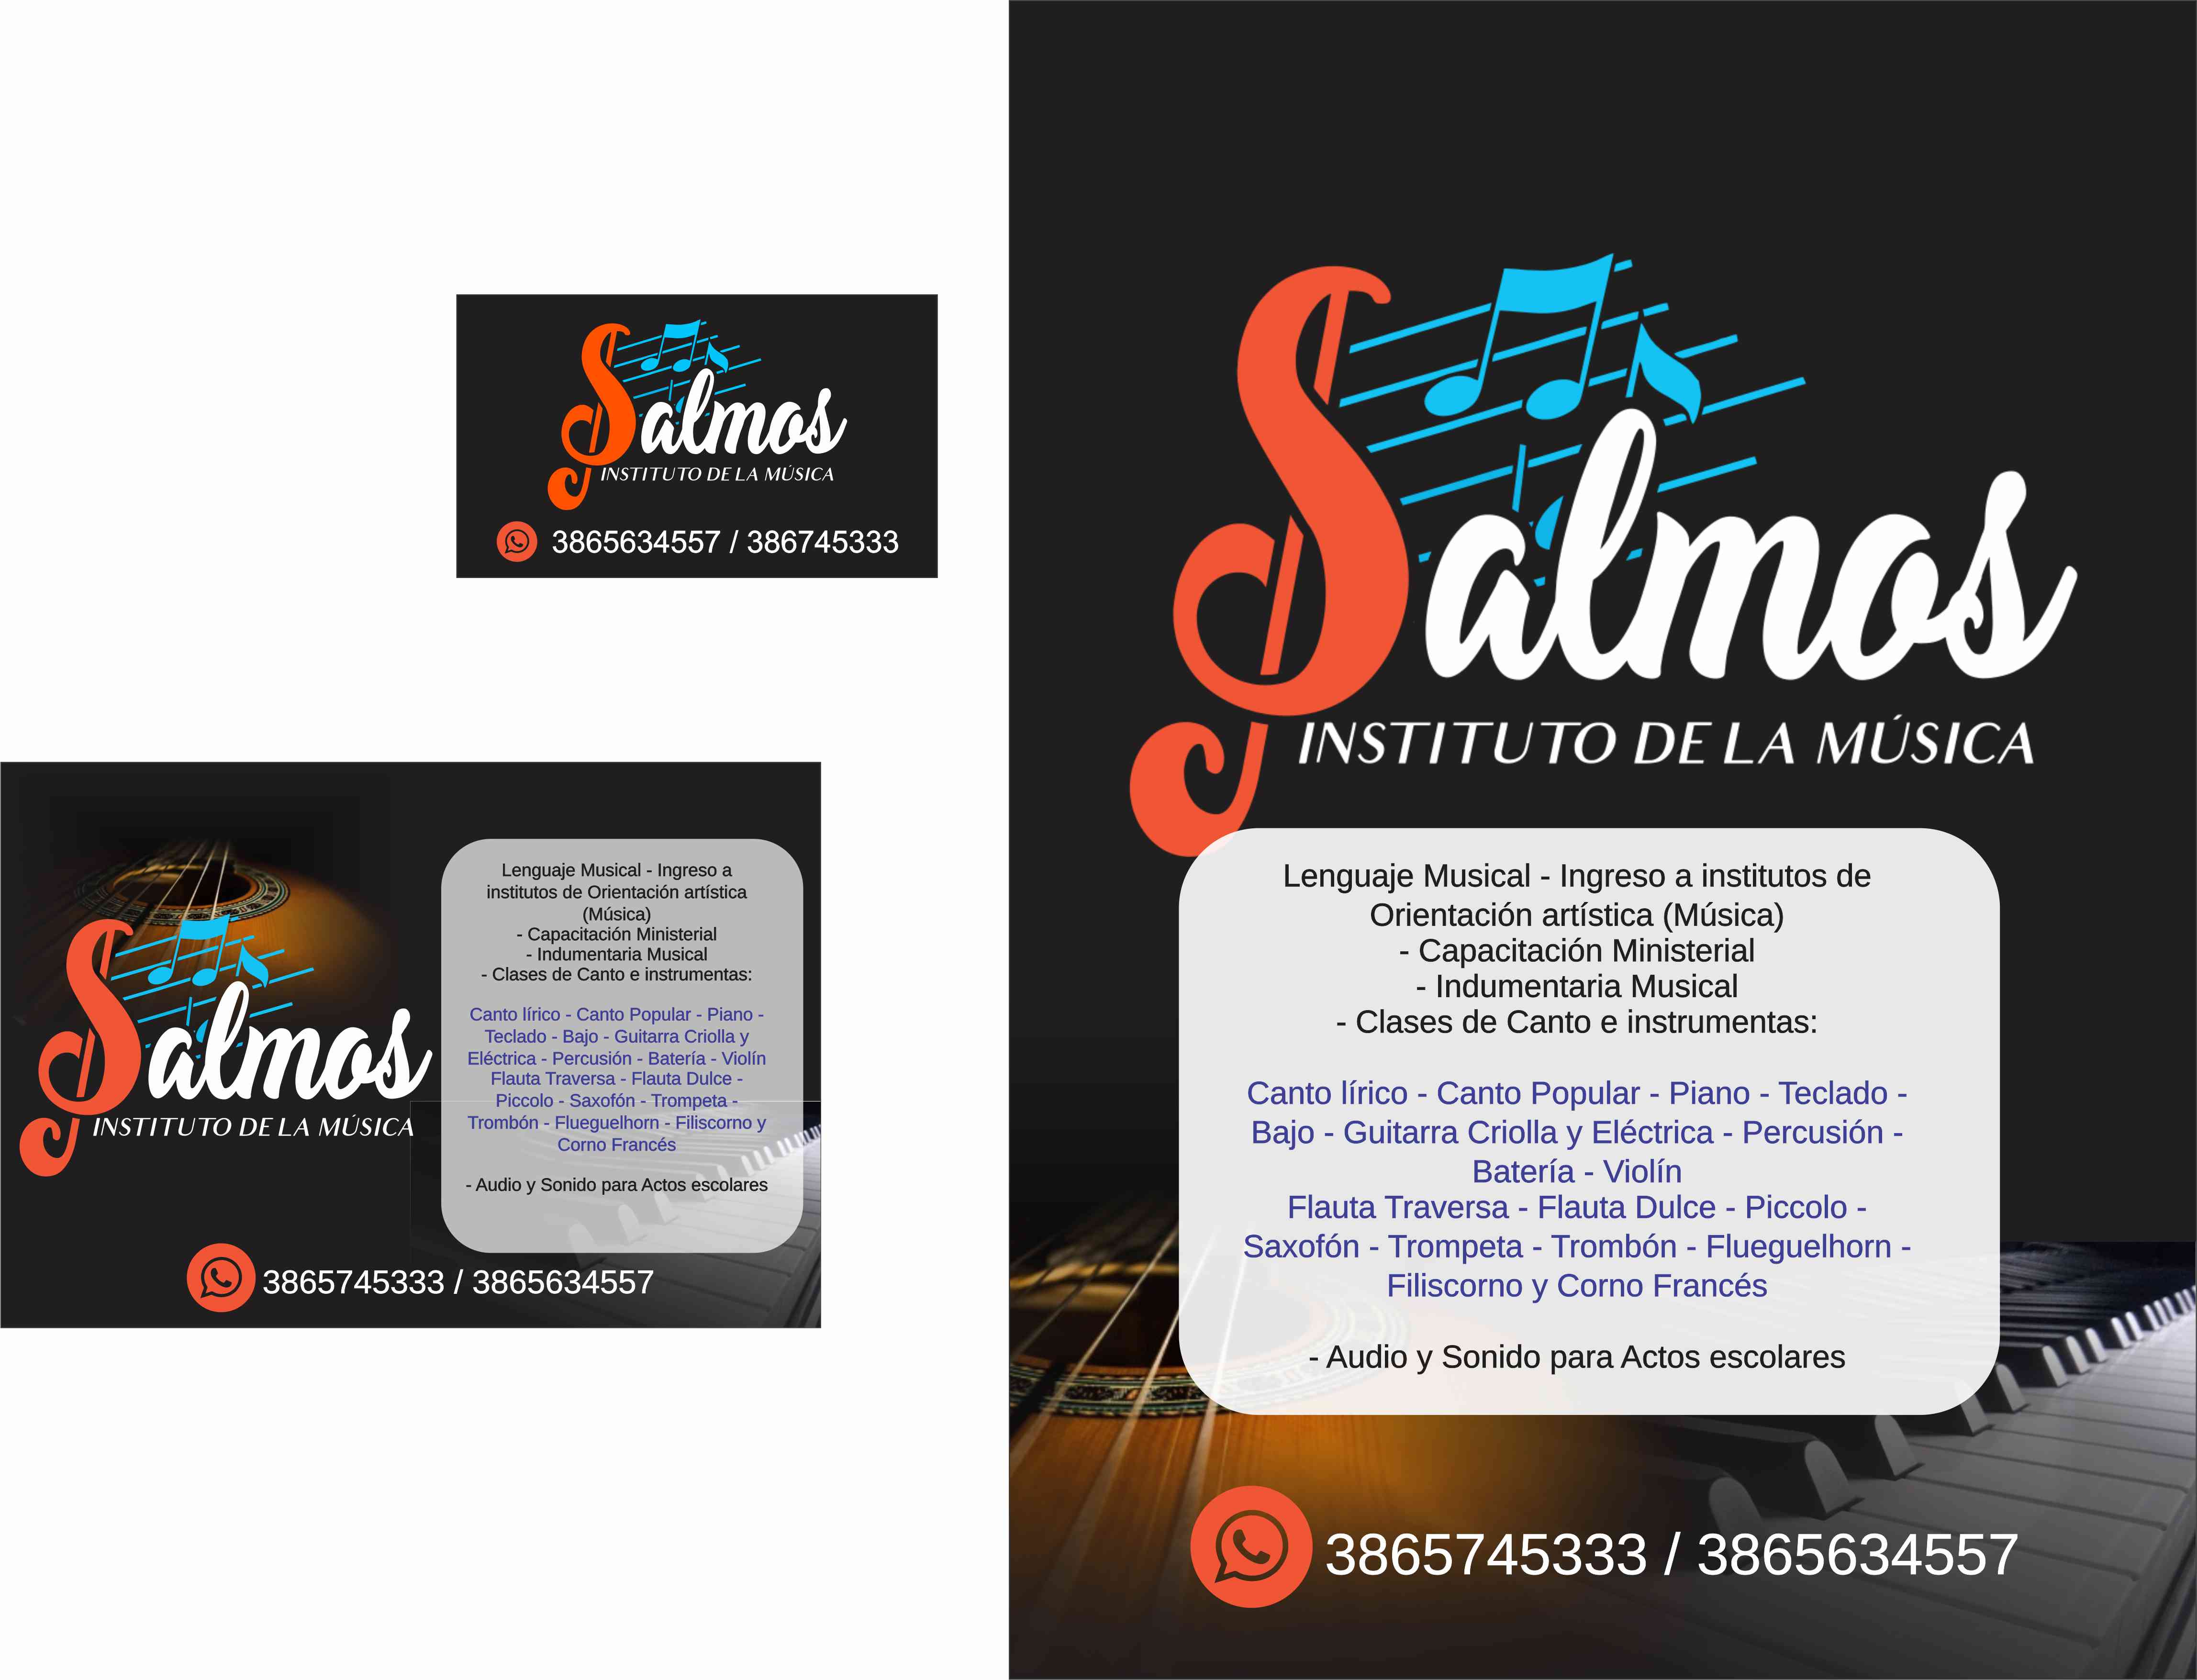 Salmos
INSTITUTO DE LA MÚSICA
3865634557 / 386745333
Salmos
INSTITUTO DE LA MÚSICA
Lenguaje Musical - Ingreso a
institutos de Orientación artística
(Música)
- Capacitación Ministerial
- Indumentaria Musical
- Clases de Canto e instrumentas:
Canto lírico - Canto Popular - Piano -
Teclado - Bajo - Guitarra Criolla y
Eléctrica - Percusión - Batería - Violín
Flauta Traversa - Flauta Dulce -
Piccolo - Saxofón - Trompeta -
Trombón - Flueguelhorn - Filiscorno y
Corno Francés
- Audio y Sonido para Actos escolares
3865745333 / 3865634557
Salmos
INSTITUTO DE LA MÚSICA
Lenguaje Musical - Ingreso a institutos de
Orientación artística (Música)
- Capacitación Ministerial
- Indumentaria Musical
- Clases de Canto e instrumentas:
Canto lírico - Canto Popular - Piano - Teclado -
Bajo - Guitarra Criolla y Eléctrica - Percusión -
Batería - Violín
Flauta Traversa - Flauta Dulce - Piccolo -
Saxofón - Trompeta - Trombón - Flueguelhorn -
Filiscorno y Corno Francés
- Audio y Sonido para Actos escolares
3865745333 / 3865634557